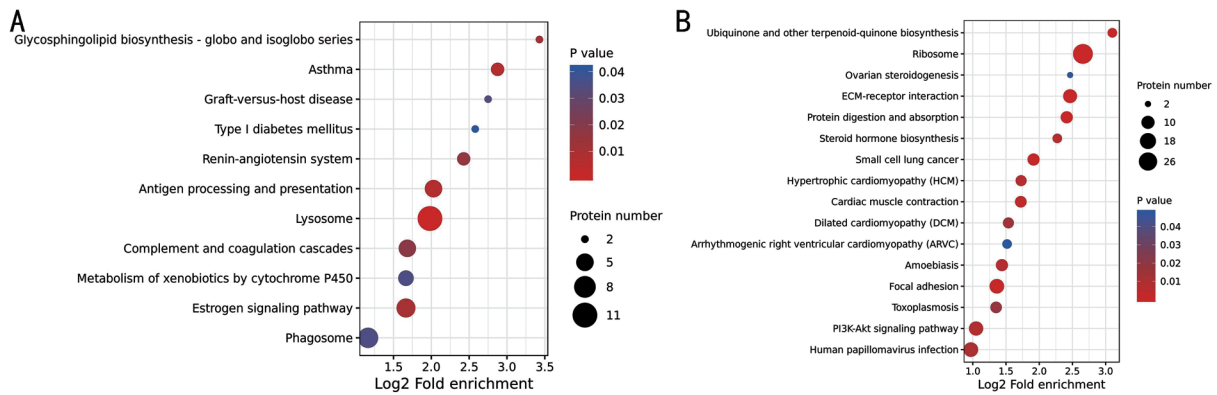 A
Glycosphingolipid biosynthesis - globo and isoglobo series
Asthma
Graft-versus-host disease
Type I diabetes mellitus
Renin-angiotensin system
Antigen processing and presentation
Lysosome
Complement and coagulation cascades
Metabolism of xenobiotics by cytochrome P450
Estrogen signaling pathway
Phagosome
1.5 2.0 2.5 3.0 3.5
Log2 Fold enrichment
P value
0.04
0.03
0.02
0.01
Protein number
2
5
8
11
B
Ubiquinone and other terpenoid-quinone biosynthesis
Ribosome
Ovarian steroidogenesis
ECM-receptor interaction
Protein digestion and absorption
Steroid hormone biosynthesis
Small cell lung cancer
Hypertrophic cardiomyopathy (HCM)
Cardiac muscle contraction
Dilated cardiomyopathy (DCM)
Arrhythmogenic right ventricular cardiomyopathy (ARVC)
Amoebiasis
Focal adhesion
Toxoplasmosis
PI3K-Akt signaling pathway
Human papillomavirus infection
1.0 1.5 2.0 2.5 3.0
Log2 Fold enrichment
Protein number
2
10
18
26
P value
0.04
0.03
0.02
0.01